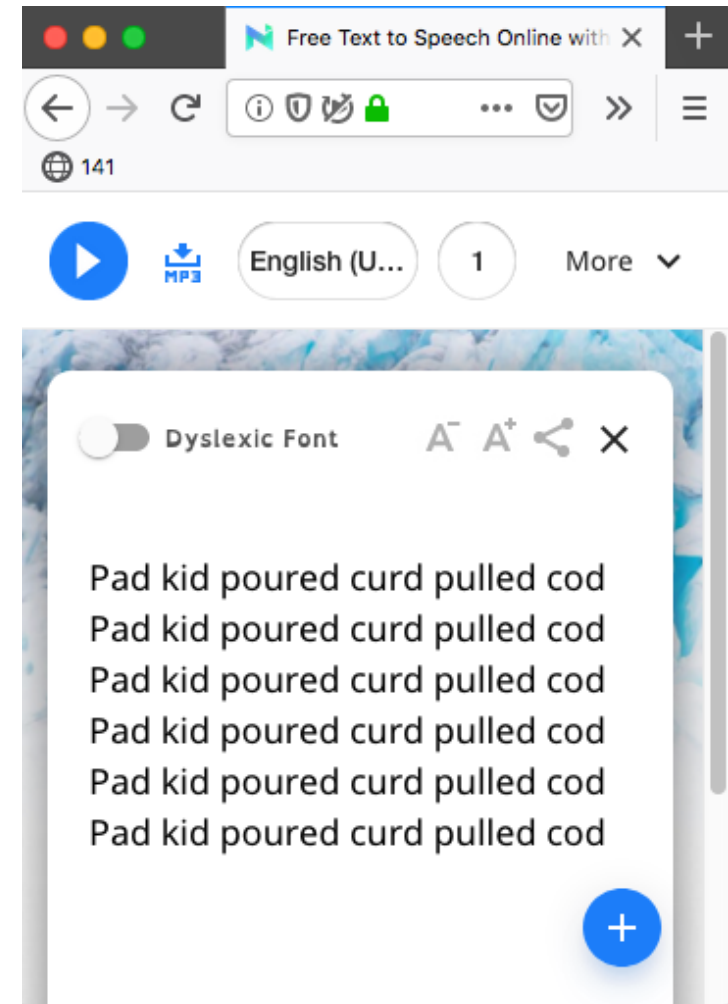 Free Text to Speech Online with
141
MP3
English (U...
1
More
Dyslexic Font
A- A+
Pad kid poured curd pulled cod
Pad kid poured curd pulled cod
Pad kid poured curd pulled cod
Pad kid poured curd pulled cod
Pad kid poured curd pulled cod
Pad kid poured curd pulled cod